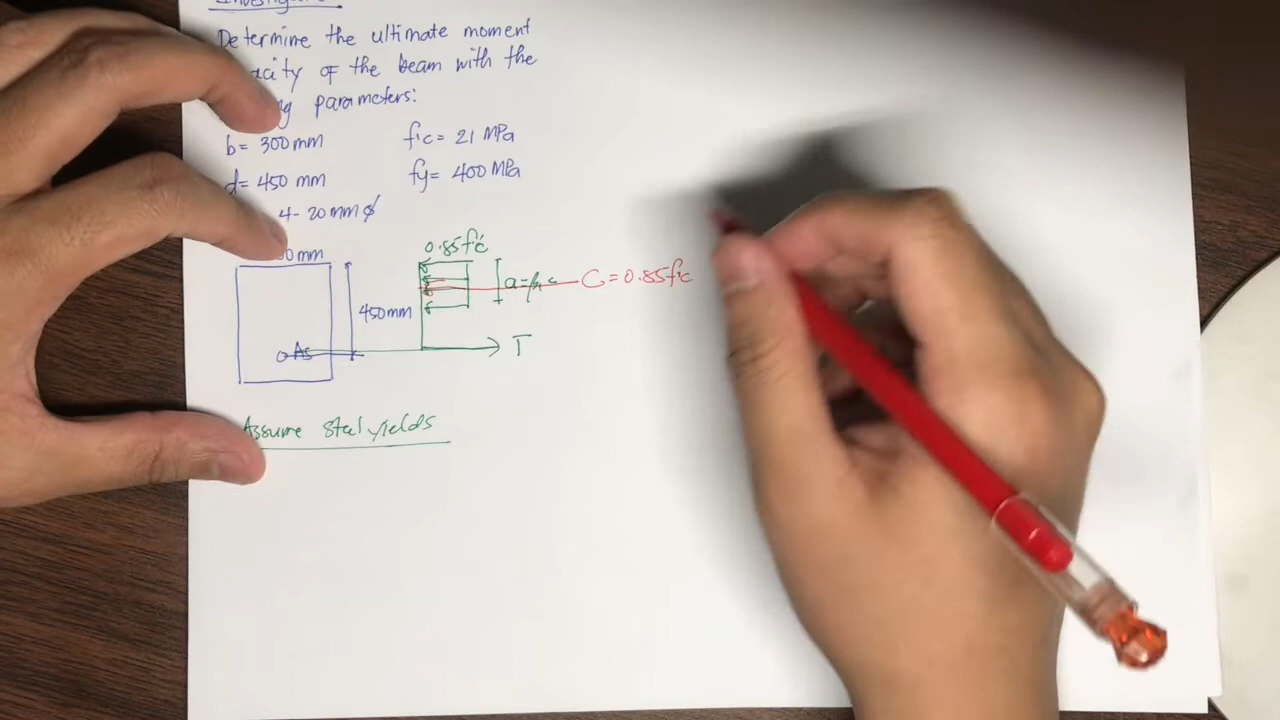 Determine the ultimate moment
of the beam with the
parameters:
b = 300 mm
f'c = 21 MPa
d = 450 mm
fy = 400 MPa
4- 20 mm ø
0.85f'c
450mm
As
C = 0.85f'c
T
Assume steel yields